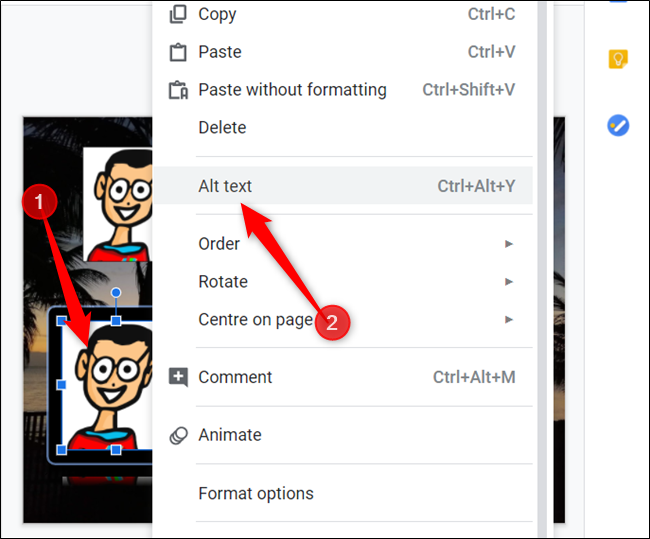 Copy Ctrl+C
Paste Ctrl+V
Paste without formatting Ctrl+Shift+V
Delete
Alt text Ctrl+Alt+Y
1
Order
Rotate
Centre on page
2
Comment Ctrl+Alt+M
Animate
Format options